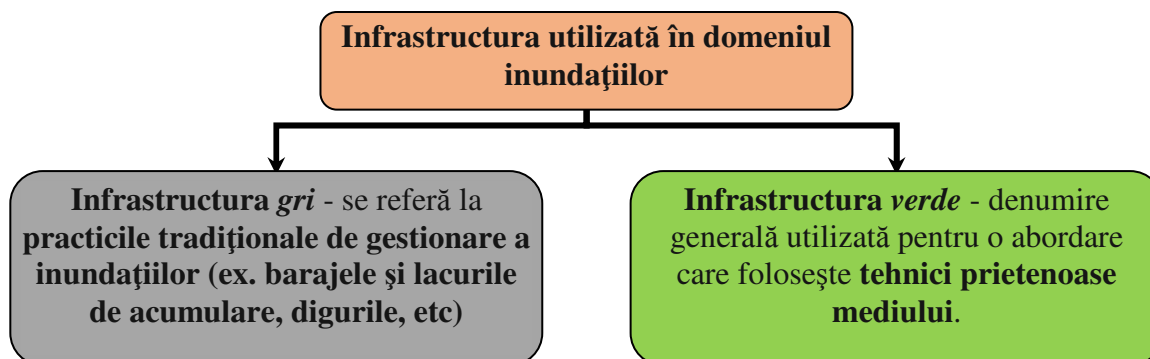 Infrastructura utilizată în domeniul
inundaţiilor
Infrastructura gri - se referă la
practicile tradiţionale de gestionare a
inundaţiilor (ex. barajele şi lacurile
de acumulare, digurile, etc)
Infrastructura verde - denumire
generală utilizată pentru o abordare
care foloseşte tehnici prietenoase
mediului.